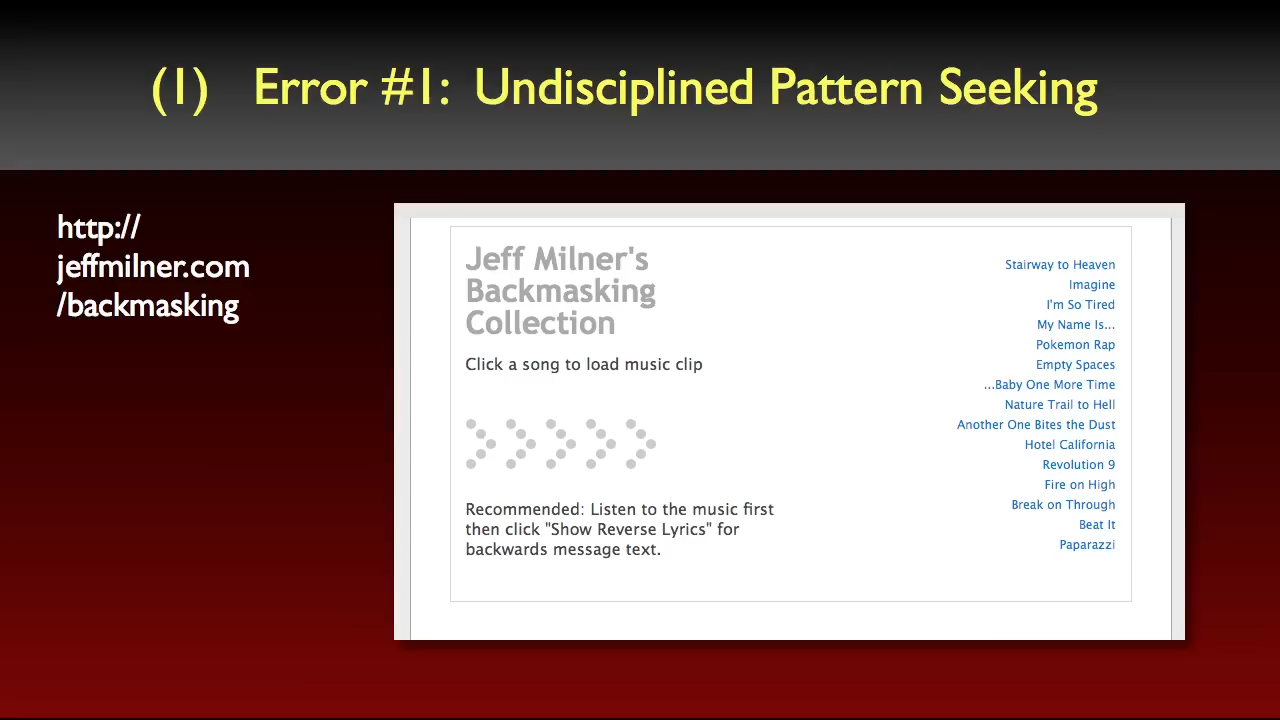 (1) Error #1: Undisciplined Pattern Seeking
http://
jeffmilner.com
/backmasking
Jeff Milner's
Backmasking
Collection
Click a song to load music clip
Recommended: Listen to the music first
then click "Show Reverse Lyrics" for
backwards message text.
Stairway to Heaven
Imagine
I'm So Tired
My Name Is...
Pokemon Rap
Empty Spaces
...Baby One More Time
Nature Trail to Hell
Another One Bites the Dust
Hotel California
Revolution 9
Fire on High
Break on Through
Beat It
Paparazzi